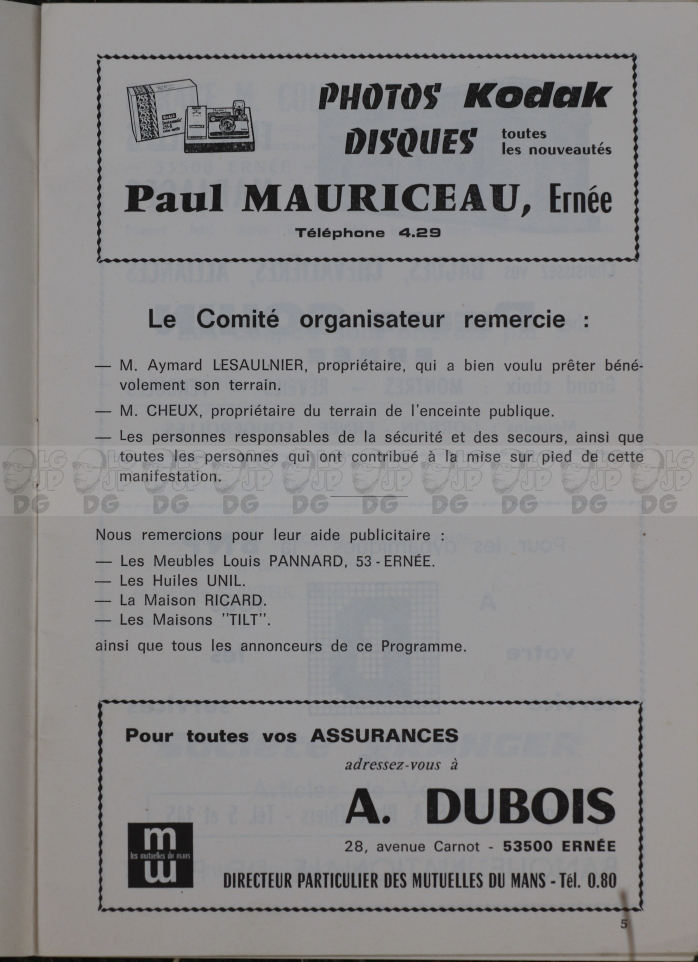 PHOTOS Kodak
DISQUES toutes
les nouveautés
Paul MAURICEAU, Ernée
Téléphone 4.29
Le Comité organisateur remercie :
— M. Aymard LESAULNIER, propriétaire, qui a bien voulu prêter béné-
volement son terrain.
— M. CHEUX, propriétaire du terrain de l'enceinte publique.
— Les personnes responsables de la sécurité et des secours, ainsi que
toutes les personnes qui ont contribué à la mise sur pied de cette
manifestation.
Nous remercions pour leur aide publicitaire :
— Les Meubles Louis PANNARD, 53 - ERNÉE.
— Les Huiles UNIL.
— La Maison RICARD.
— Les Maisons "TILT".
ainsi que tous les annonceurs de ce Programme.
Pour toutes vos ASSURANCES
adressez-vous à
A. DUBOIS
28, avenue Carnot - 53500 ERNÉE
m
les mutuelles du mans
DIRECTEUR PARTICULIER DES MUTUELLES DU MANS - Tél. 0.80
5